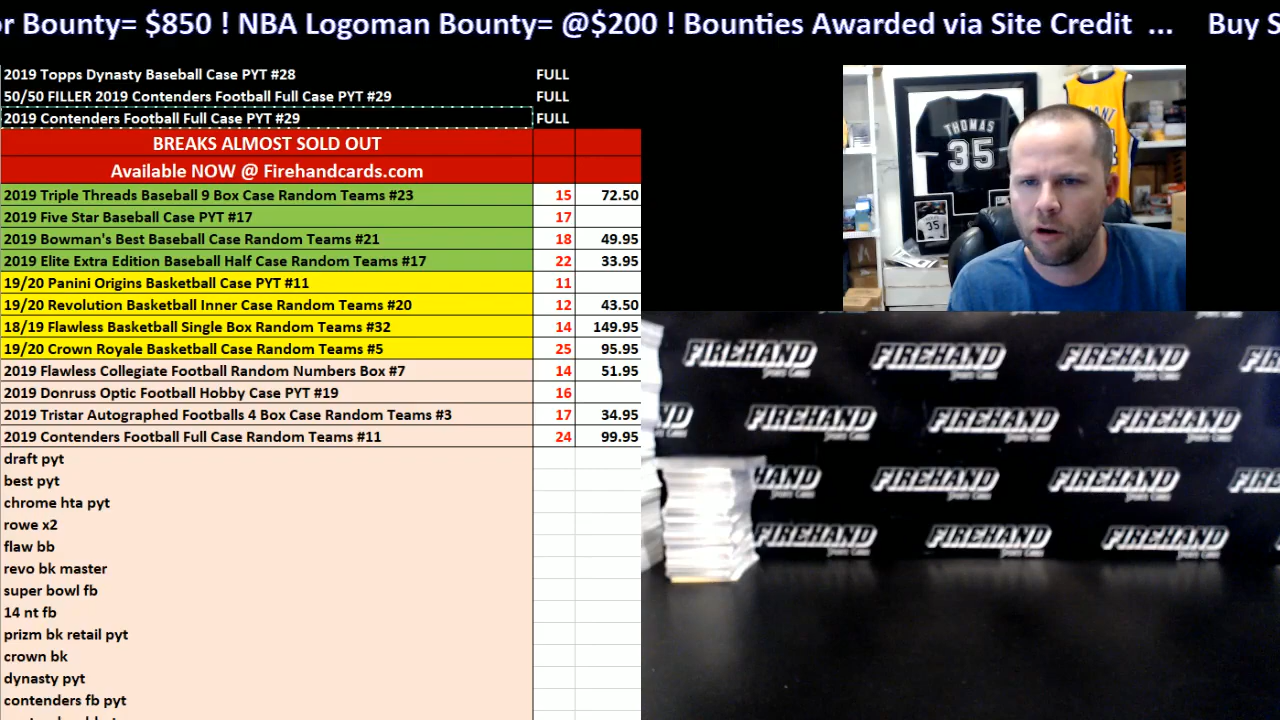 or Bounty= $850 ! NBA Logoman Bounty= @$200 ! Bounties Awarded via Site Credit ... Buy S
2019 Topps Dynasty Baseball Case PYT #28 FULL
50/50 FILLER 2019 Contenders Football Full Case PYT #29 FULL
2019 Contenders Football Full Case PYT #29 FULL
BREAKS ALMOST SOLD OUT
Available NOW @ Firehandcards.com
2019 Triple Threads Baseball 9 Box Case Random Teams #23 15 72.50
2019 Five Star Baseball Case PYT #17 17
2019 Bowman's Best Baseball Case Random Teams #21 18 49.95
2019 Elite Extra Edition Baseball Half Case Random Teams #17 22 33.95
19/20 Panini Origins Basketball Case PYT #11 11
19/20 Revolution Basketball Inner Case Random Teams #20 12 43.50
18/19 Flawless Basketball Single Box Random Teams #32 14 149.95
19/20 Crown Royale Basketball Case Random Teams #5 25 95.95
2019 Flawless Collegiate Football Random Numbers Box #7 14 51.95
2019 Donruss Optic Football Hobby Case PYT #19 16
2019 Tristar Autographed Footballs 4 Box Case Random Teams #3 17 34.95
2019 Contenders Football Full Case Random Teams #11 24 99.95
draft pyt
best pyt
chrome hta pyt
rowe x2
flaw bb
revo bk master
super bowl fb
14 nt fb
prizm bk retail pyt
crown bk
dynasty pyt
contenders fb pyt
THOMAS
35
35
FIREHAND FIREHAND FIREHAND
FIREHAND FIREHAND FIREHAND
FIREHAND FIREHAND
FIREHAND FIREHAND FIREHAND